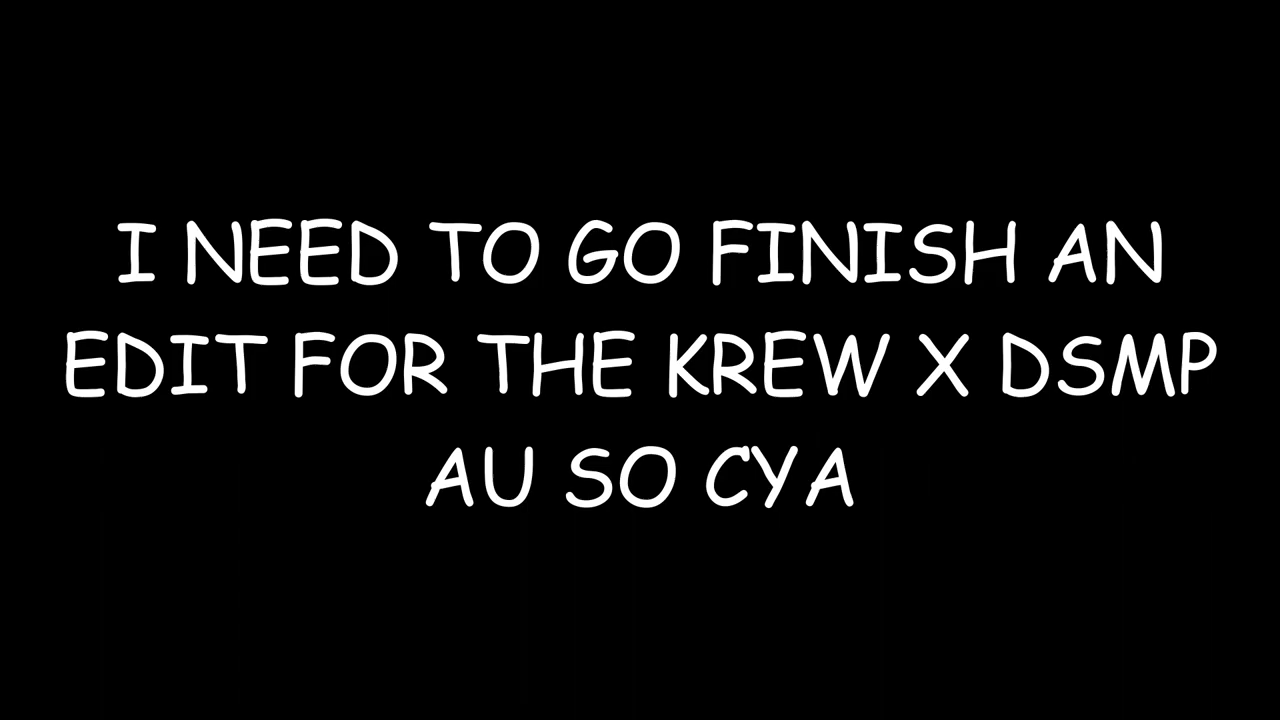 I NEED TO GO FINISH AN
EDIT FOR THE KREW X DSMP
AU SO CYA